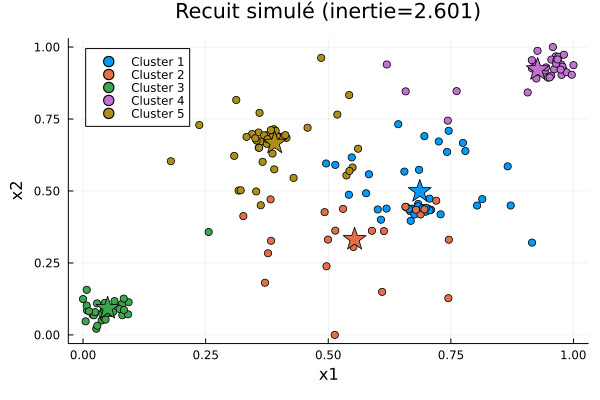 Recuit simulé (inertie=2.601)
1.00
0.75
0.50
0.25
0.00
x2
Cluster 1
Cluster 2
Cluster 3
Cluster 4
Cluster 5
0.00 0.25 0.50 0.75 1.00
x1